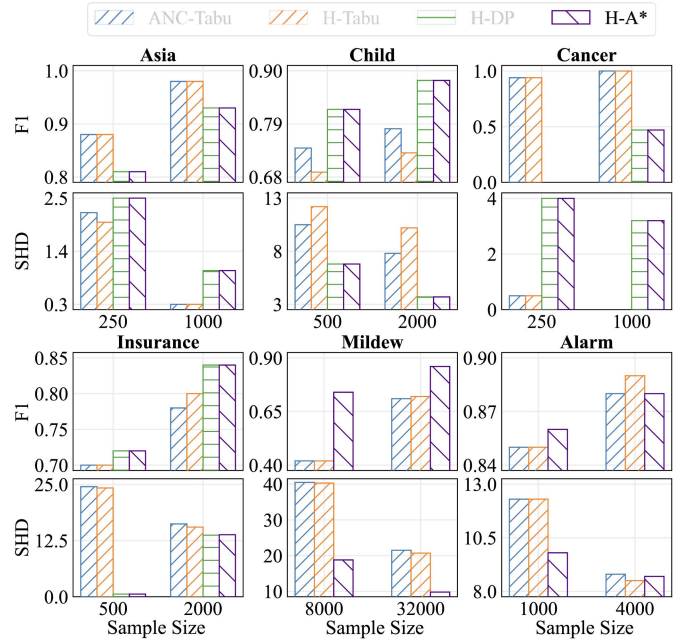 ANC-Tabu H-Tabu H-DP H-A*
Asia Child Cancer
F1 1.0 0.9 0.8 0.90 0.79 0.68 1.0 0.5 0.0
SHD 2.5 1.4 0.3 13 8 3 4 2 0
250 1000 500 2000 250 1000
Insurance Mildew Alarm
F1 0.85 0.80 0.75 0.70 0.90 0.65 0.40 0.90 0.87 0.84
SHD 25.0 12.5 0.0 40 30 20 10 13.0 10.5 8.0
500 2000 8000 32000 1000 4000
Sample Size Sample Size Sample Size